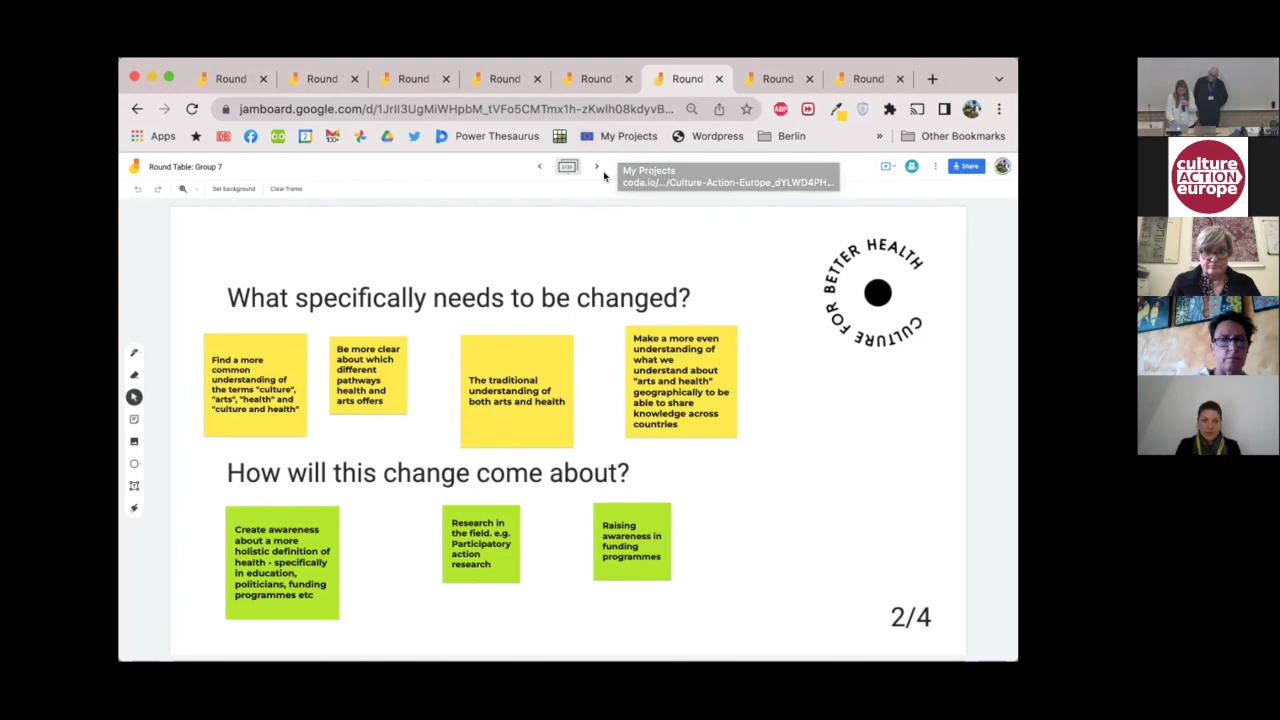 Round
Round
Round
Round
Round
Round
Round
Round
jamboard.google.com/d/1JrII3UgMiWHpbM_tVFo5CMTmx1h-zKwlh08kdyvB...
Apps
Power Thesaurus
My Projects
Wordpress
Berlin
»
Other Bookmarks
Round Table: Group 7
My Projects
coda.io/.../Culture-Action-Europe_dYLWD4PH...
Share
Set background
Clear frame
CULTURE FOR BETTER HEALTH
What specifically needs to be changed?
Find a more
common
understanding of
the terms "culture",
"arts", "health" and
"culture and health"
Be more clear
about which
different
pathways
health and
arts offers
The traditional
understanding of
both arts and health
Make a more even
understanding of
what we
understand about
"arts and health"
geographically to be
able to share
knowledge across
countries
How will this change come about?
Create awareness
about a more
holistic definition of
health - specifically
in education,
politicians, funding
programmes etc
Research in
the field. e.g.
Participatory
action
research
Raising
awareness in
funding
programmes
2/4
culture
ACTION
europe